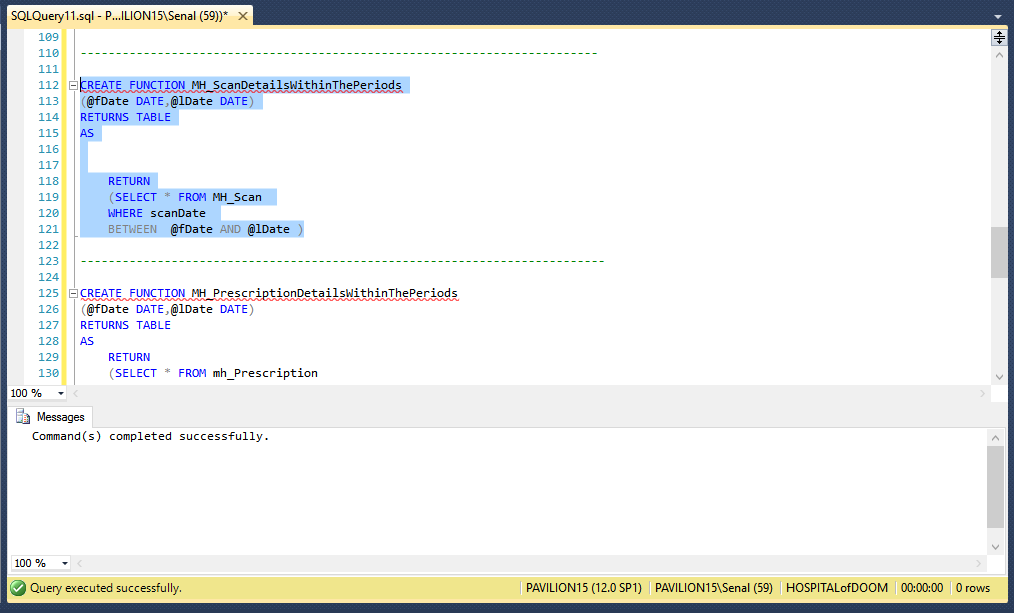 SQLQuery11.sql - P...ILION15\Senal (59))*
109
110 --------------------------------------------------------------------------
111
112 CREATE FUNCTION MH_ScanDetailsWithinThePeriods
113 (@fDate DATE,@lDate DATE)
114 RETURNS TABLE
115 AS
116
117
118 RETURN
119 (SELECT * FROM MH_Scan
120 WHERE scanDate
121 BETWEEN  @fDate AND @lDate )
122
123 ---------------------------------------------------------------------------
124
125 CREATE FUNCTION MH_PrescriptionDetailsWithinThePeriods
126 (@fDate DATE,@lDate DATE)
127 RETURNS TABLE
128 AS
129 RETURN
130 (SELECT * FROM mh_Prescription
100 %
Messages
Command(s) completed successfully.
100 %
Query executed successfully. PAVILION15 (12.0 SP1) PAVILION15\Senal (59) HOSPITALofDOOM 00:00:00 0 rows